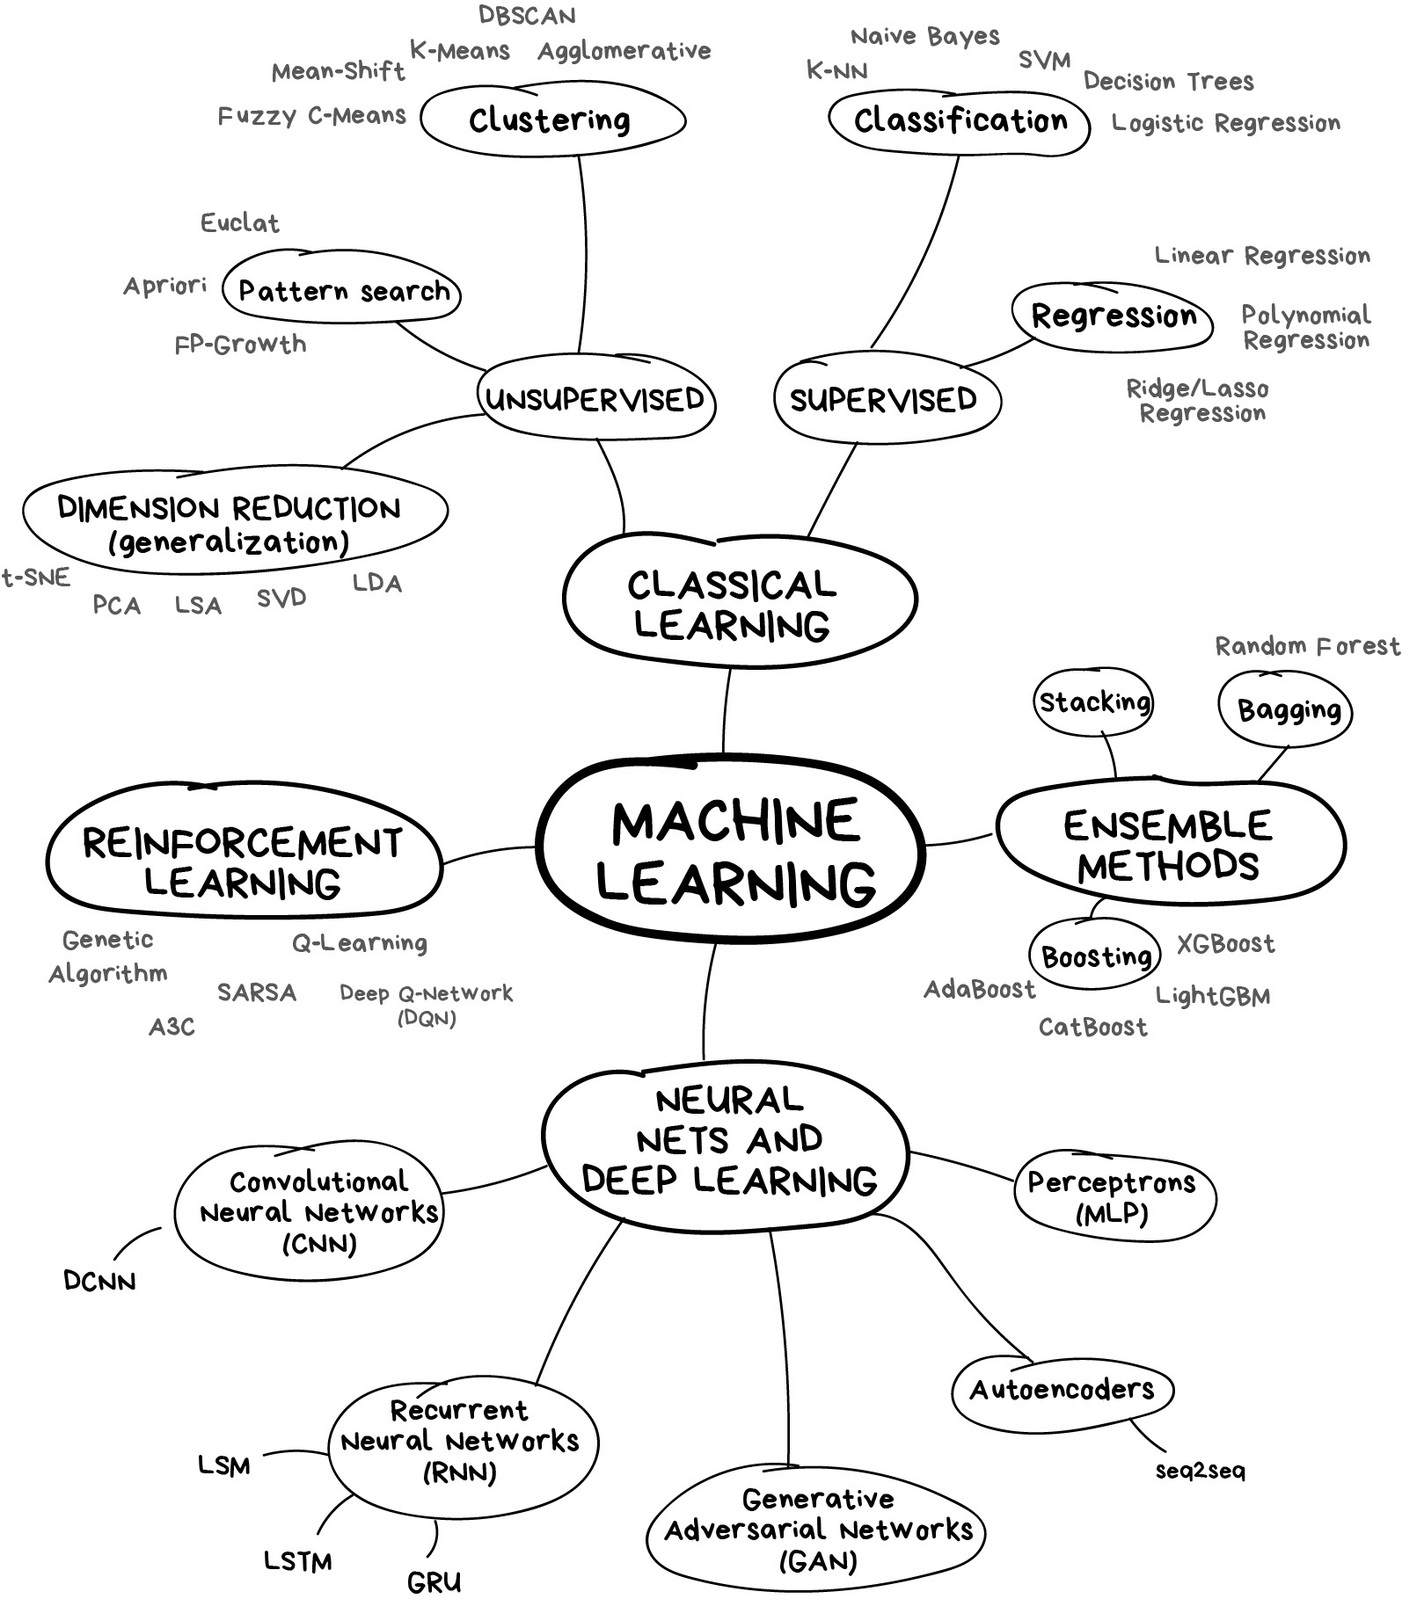 DBSCAN
K-Means
Agglomerative
Mean-Shift
Fuzzy C-Means
Clustering
Naive Bayes
K-NN
SVM
Decision Trees
Logistic Regression
Classification
Euclat
Apriori
Pattern search
FP-Growth
Linear Regression
Regression
Polynomial
Regression
Ridge/Lasso
Regression
UNSUPERVISED
SUPERVISED
DIMENSION REDUCTION
(generalization)
t-SNE
PCA
LSA
SVD
LDA
CLASSICAL
LEARNING
Random Forest
Stacking
Bagging
MACHINE
LEARNING
REINFORCEMENT
LEARNING
ENSEMBLE
METHODS
Genetic
Algorithm
Q-Learning
SARSA
Deep Q-Network
(DQN)
A3C
Boosting
XGBoost
AdaBoost
LightGBM
CatBoost
NEURAL
NETS AND
DEEP LEARNING
Convolutional
Neural Networks
(CNN)
DCNN
Perceptrons
(MLP)
Autoencoders
seq2seq
Recurrent
Neural Networks
(RNN)
LSM
LSTM
GRU
Generative
Adversarial Networks
(GAN)